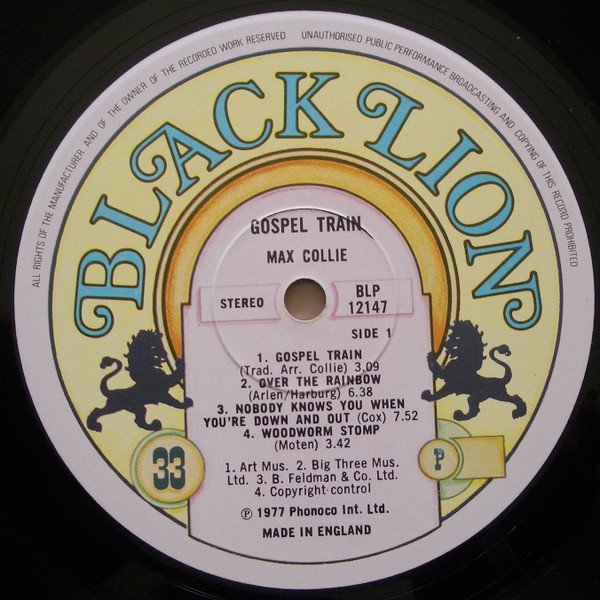 ALL RIGHTS OF THE MANUFACTURER AND OF THE OWNER OF THE RECORDED WORK RESERVED UNAUTHORISED PUBLIC PERFORMANCE BROADCASTING AND COPYING OF THIS RECORD PROHIBITED
BLACK LION
GOSPEL TRAIN
MAX COLLIE
STEREO
BLP
12147
SIDE 1
1. GOSPEL TRAIN
(Trad. Arr. Collie) 3.09
2. OVER THE RAINBOW
(Arlen/Harburg) 6.38
3. NOBODY KNOWS YOU WHEN
YOU'RE DOWN AND OUT (Cox) 7.52
4. WOODWORM STOMP
(Moten) 3.42
33
P
1. Art Mus. 2. Big Three Mus.
Ltd. 3. B. Feldman & Co. Ltd.
4. Copyright control
℗ 1977 Phonoco Int. Ltd.
MADE IN ENGLAND